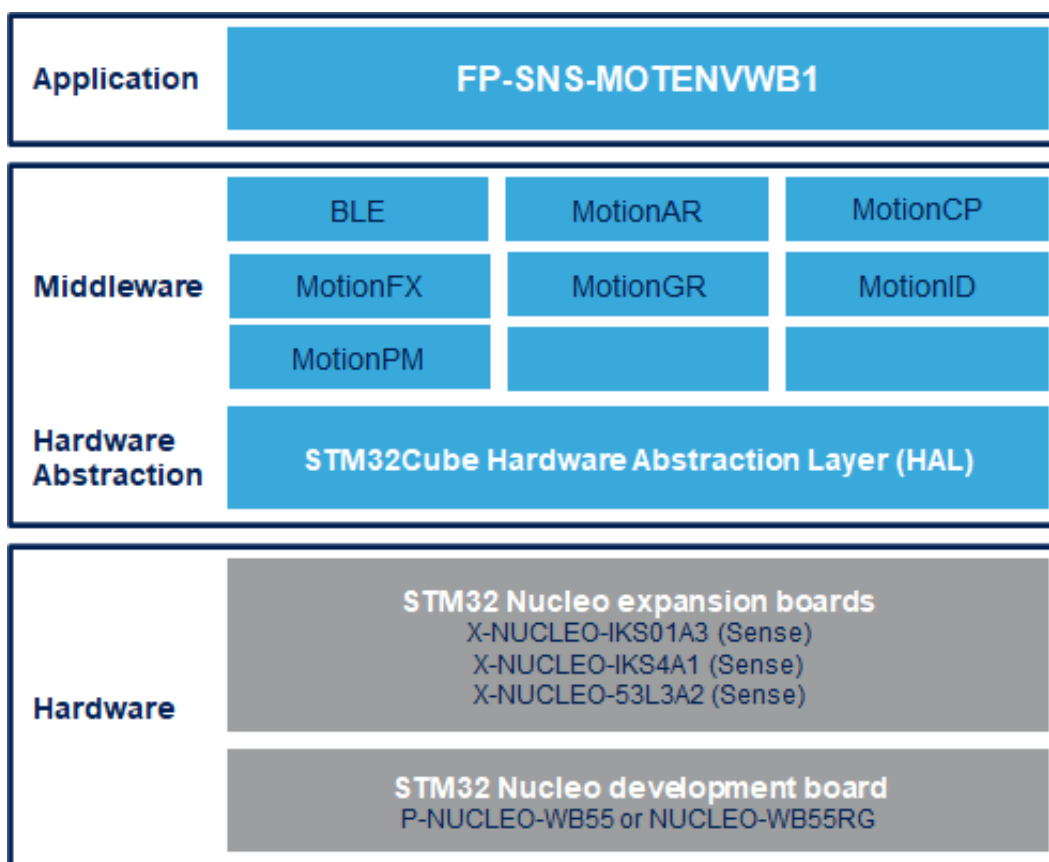 Application
FP-SNS-MOTENVWB1
BLE
MotionAR
MotionCP
Middleware
MotionFX
MotionGR
MotionID
MotionPM
Hardware
Abstraction
STM32Cube Hardware Abstraction Layer (HAL)
Hardware
STM32 Nucleo expansion boards
X-NUCLEO-IKS01A3 (Sense)
X-NUCLEO-IKS4A1 (Sense)
X-NUCLEO-53L3A2 (Sense)
STM32 Nucleo development board
P-NUCLEO-WB55 or NUCLEO-WB55RG